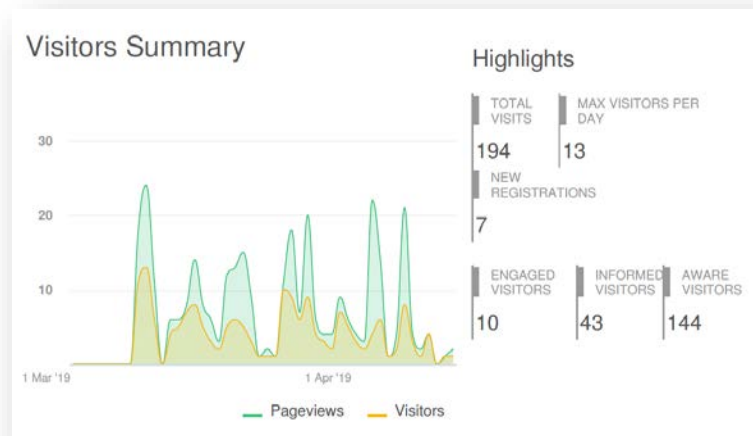 Visitors Summary
Highlights
TOTAL
VISITS
194
MAX VISITORS PER
DAY
13
NEW
REGISTRATIONS
7
ENGAGED
VISITORS
10
INFORMED
VISITORS
43
AWARE
VISITORS
144
30
20
10
1 Mar '19
1 Apr '19
Pageviews
Visitors